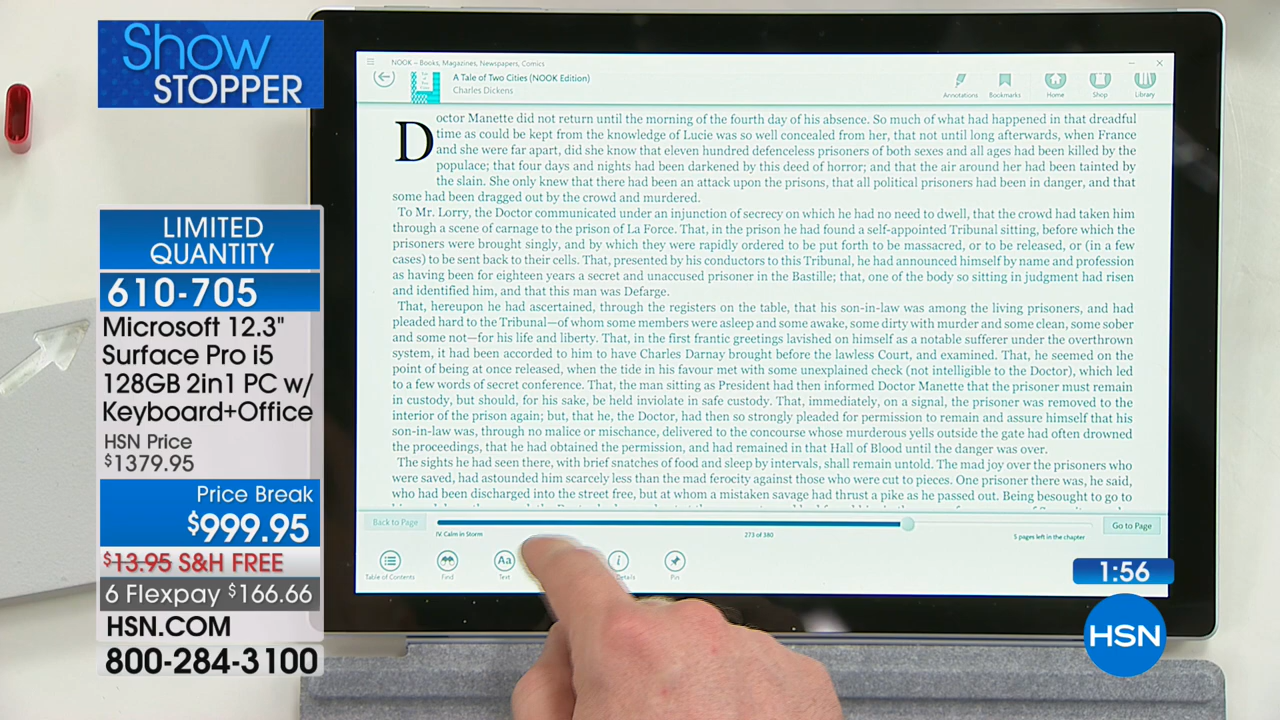 Show
STOPPER
LIMITED
QUANTITY
610-705
Microsoft 12.3"
Surface Pro i5
128GB 2in1 PC w/
Keyboard+Office
HSN Price
$1379.95
Price Break
$999.95
$13.95 S&H FREE
6 Flexpay $166.66
HSN.COM
800-284-3100
NOOK – Books, Magazines, Newspapers, Comics
A Tale of Two Cities (NOOK Edition)
Charles Dickens
Annotations Bookmarks Home Shop Library
Doctor Manette did not return until the morning of the fourth day of his absence. So much of what had happened in that dreadful
time as could be kept from the knowledge of Lucie was so well concealed from her, that not until long afterwards, when France
and she were far apart, did she know that eleven hundred defenceless prisoners of both sexes and all ages had been killed by the
populace; that four days and nights had been darkened by this deed of horror; and that the air around her had been tainted by
the slain. She only knew that there had been an attack upon the prisons, that all political prisoners had been in danger, and that
some had been dragged out by the crowd and murdered.
To Mr. Lorry, the Doctor communicated under an injunction of secrecy on which he had no need to dwell, that the crowd had taken him
through a scene of carnage to the prison of La Force. That, in the prison he had found a self-appointed Tribunal sitting, before which the
prisoners were brought singly, and by which they were rapidly ordered to be put forth to be massacred, or to be released, or (in a few
cases) to be sent back to their cells. That, presented by his conductors to this Tribunal, he had announced himself by name and profession
as having been for eighteen years a secret and unaccused prisoner in the Bastille; that, one of the body so sitting in judgment had risen
and identified him, and that this man was Defarge.
That, hereupon he had ascertained, through the registers on the table, that his son-in-law was among the living prisoners, and had
pleaded hard to the Tribunal—of whom some members were asleep and some awake, some dirty with murder and some clean, some sober
and some not—for his life and liberty. That, in the first frantic greetings lavished on himself as a notable sufferer under the overthrown
system, it had been accorded to him to have Charles Darnay brought before the lawless Court, and examined. That, he seemed on the
point of being at once released, when the tide in his favour met with some unexplained check (not intelligible to the Doctor), which led
to a few words of secret conference. That, the man sitting as President had then informed Doctor Manette that the prisoner must remain
in custody, but should, for his sake, be held inviolate in safe custody. That, immediately, on a signal, the prisoner was removed to the
interior of the prison again; but, that he, the Doctor, had then so strongly pleaded for permission to remain and assure himself that his
son-in-law was, through no malice or mischance, delivered to the concourse whose murderous yells outside the gate had often drowned
the proceedings, that he had obtained the permission, and had remained in that Hall of Blood until the danger was over.
The sights he had seen there, with brief snatches of food and sleep by intervals, shall remain untold. The mad joy over the prisoners who
were saved, had astounded him scarcely less than the mad ferocity against those who were cut to pieces. One prisoner there was, he said,
who had been discharged into the street free, but at whom a mistaken savage had thrust a pike as he passed out. Being besought to go to
Back to Page
Go to Page
IV. Calm in Storm
273 of 380
5 pages left in the chapter
Aa
Table of Contents Find Text Details Pin
1:56
HSN